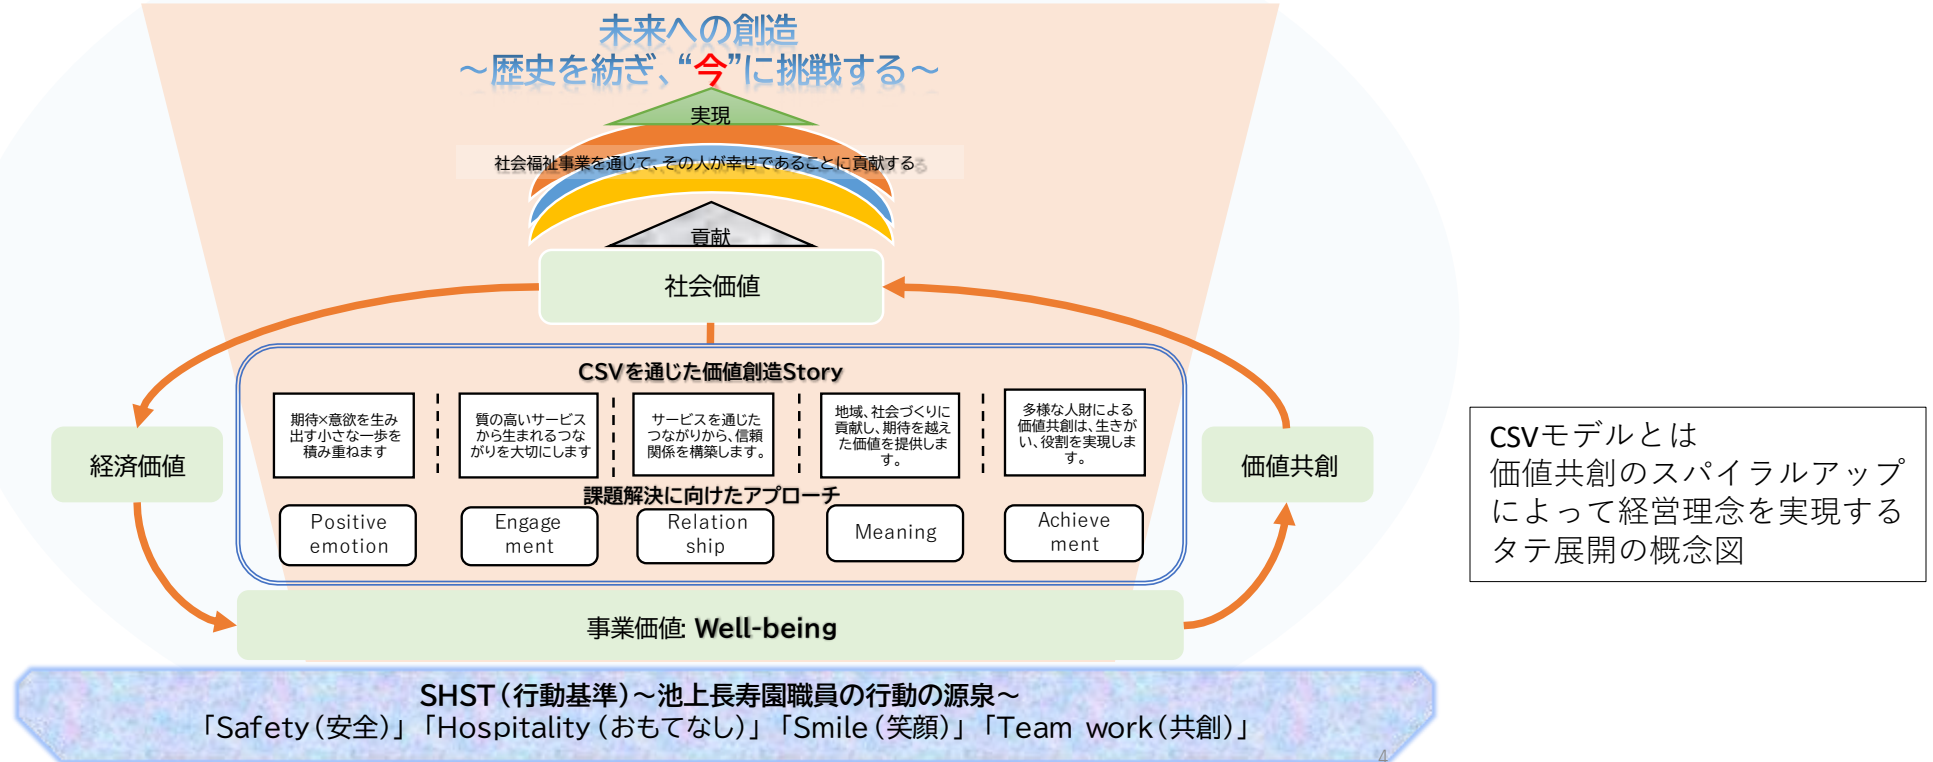 未来への創造
～歴史を紡ぎ、“今”に挑戦する～
実現
社会福祉事業を通じて、その人が幸せであることに貢献する
貢献
社会価値
CSVを通じた価値創造Story
期待×意欲を生み
出す小さな一歩を
積み重ねます
質の高いサービス
から生まれるつな
がりを大切にします
サービスを通じた
つながりから、信頼
関係を構築します。
地域、社会づくりに
貢献し、期待を越え
た価値を提供しま
す。
多様な人財による
価値共創は、生きが
い、役割を実現しま
す。
経済価値
価値共創
課題解決に向けたアプローチ
Positive
emotion
Engage
ment
Relation
ship
Meaning
Achieve
ment
事業価値: Well-being
SHST（行動基準）～池上長寿園職員の行動の源泉～
「Safety（安全）」「Hospitality（おもてなし）」「Smile（笑顔）」「Team work（共創）」
4
CSVモデルとは
価値共創のスパイラルアップ
によって経営理念を実現する
タテ展開の概念図